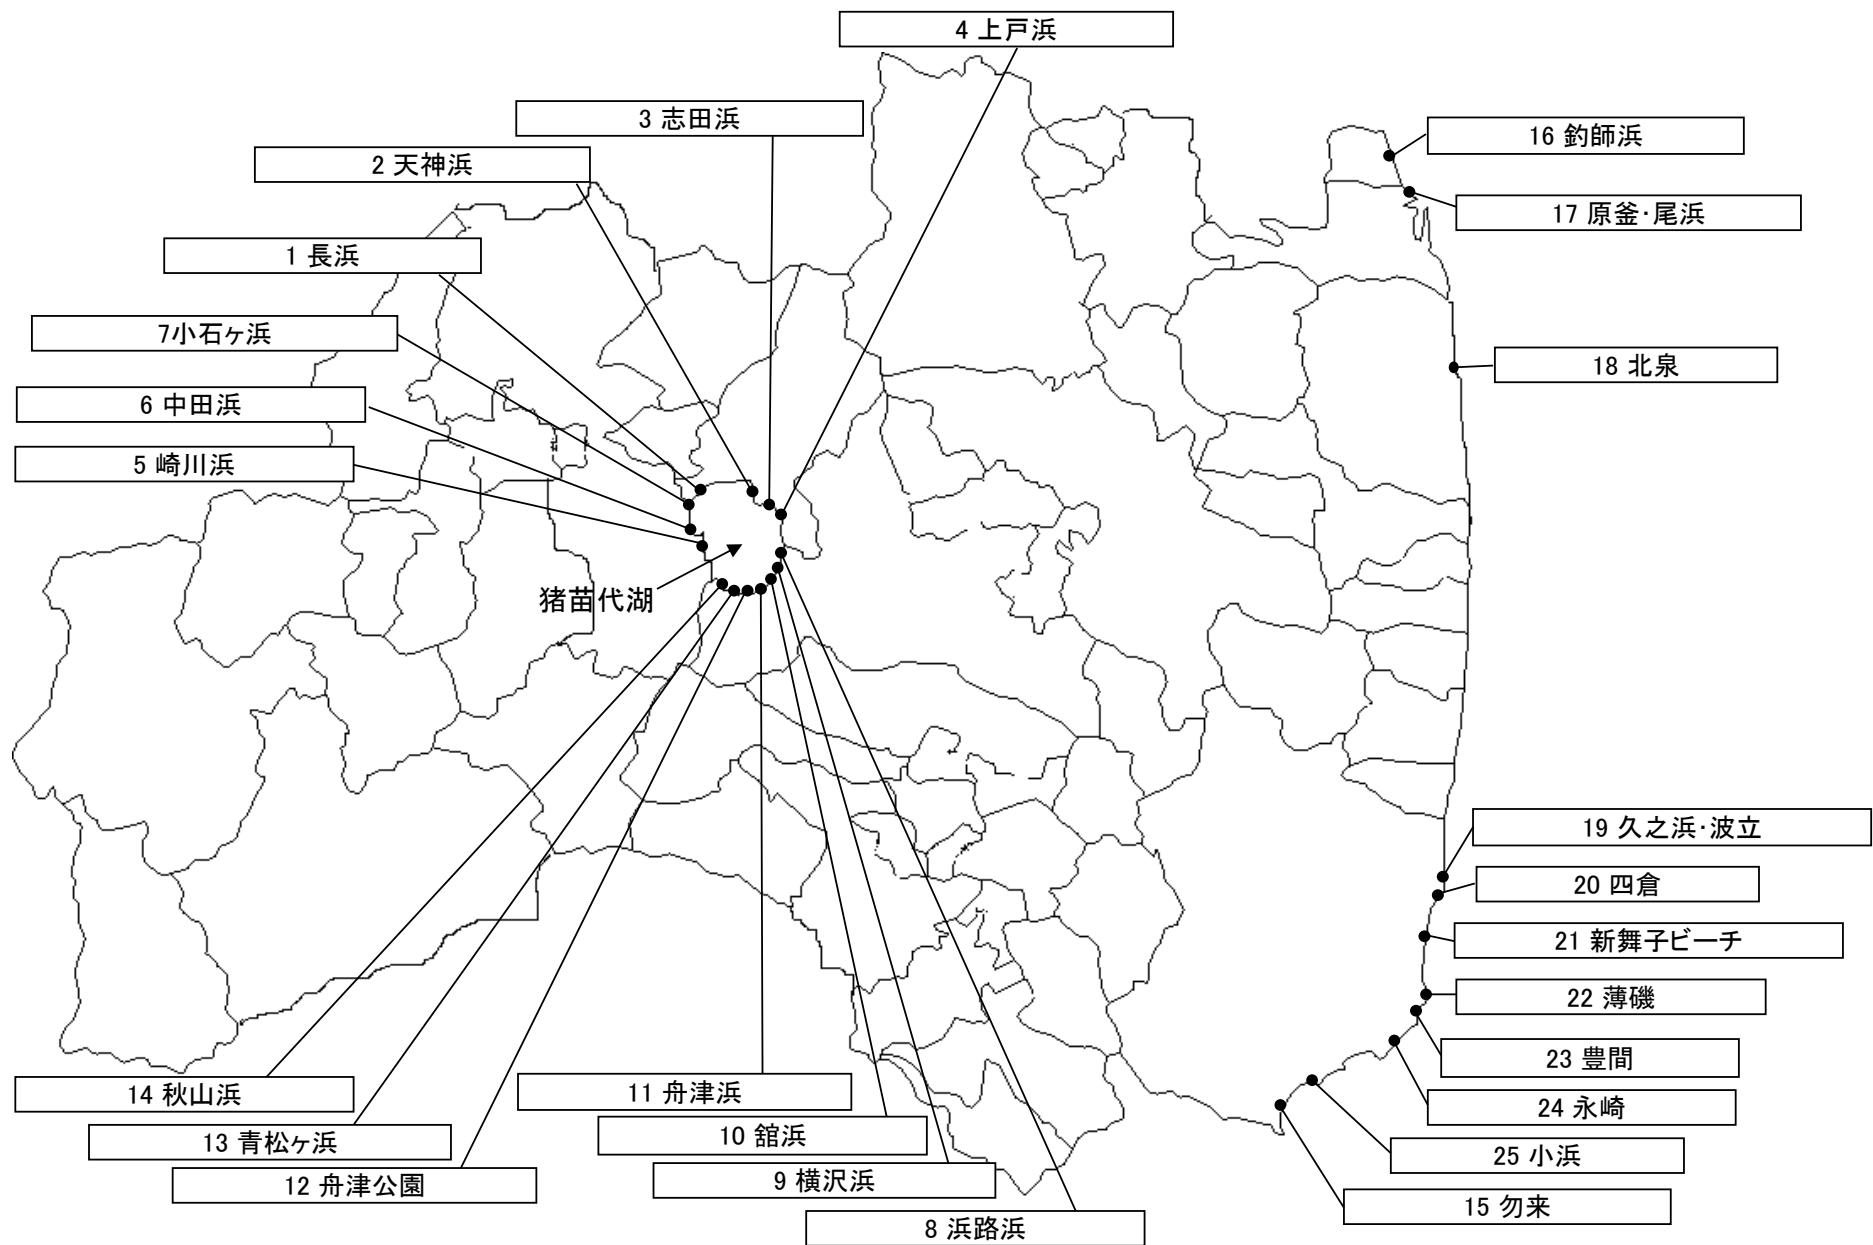 4 上戸浜
3 志田浜
16 釣師浜
2 天神浜
17 原釜・尾浜
1 長浜
7小石ヶ浜
18 北泉
6 中田浜
5 崎川浜
猪苗代湖
19 久之浜・波立
20 四倉
21 新舞子ビーチ
22 薄磯
23 豊間
14 秋山浜
11 舟津浜
24 永崎
13 青松ヶ浜
10 舘浜
25 小浜
12 舟津公園
9 横沢浜
15 勿来
8 浜路浜